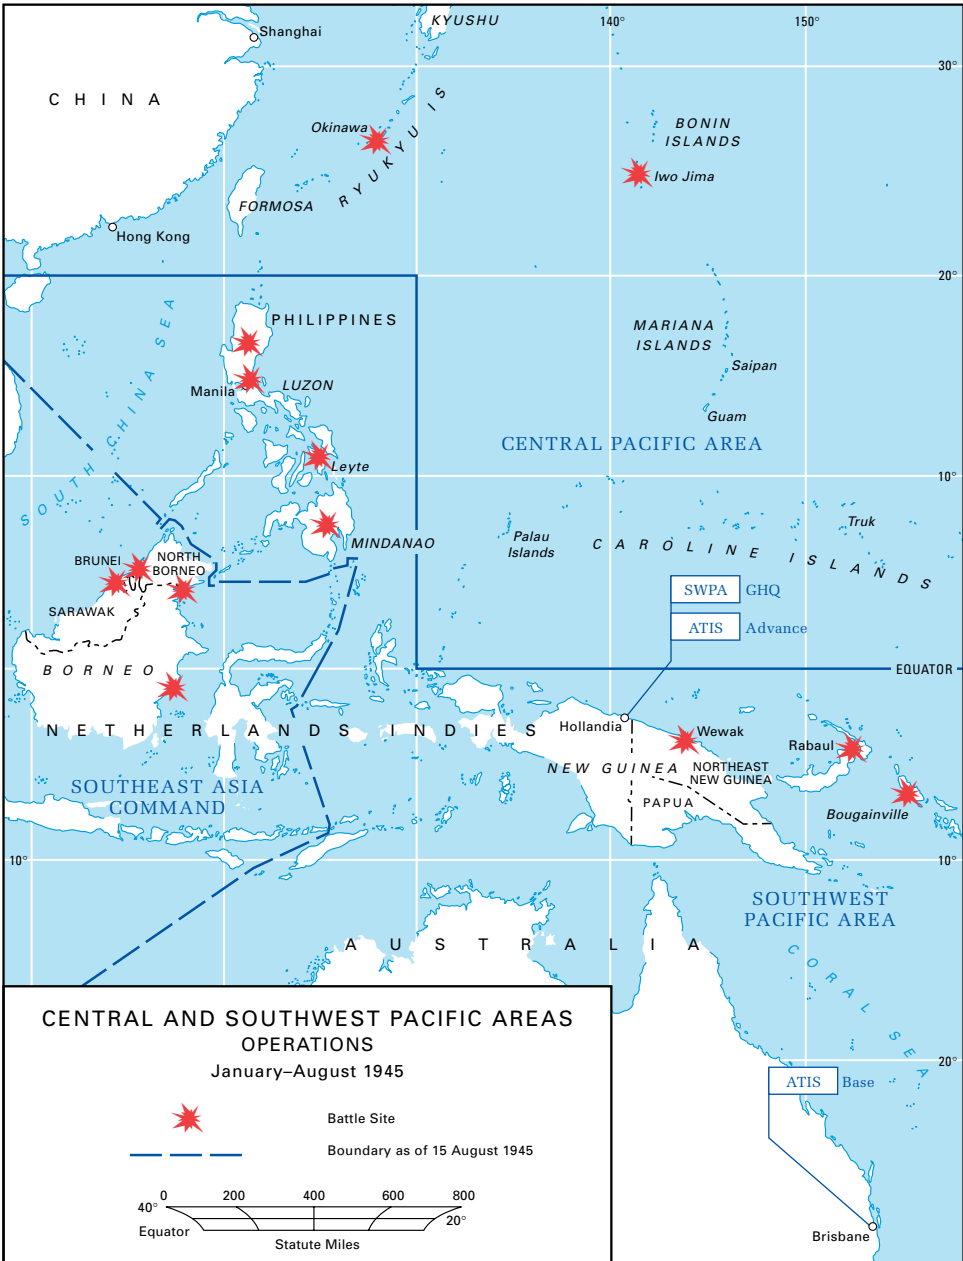 KYUSHU
140°
150°
Shanghai
30°
CHINA
RYUKYU IS
Okinawa
BONIN
ISLANDS
Iwo Jima
FORMOSA
Hong Kong
20°
SOUTH CHINA SEA
PHILIPPINES
MARIANA
ISLANDS
Saipan
LUZON
Manila
Guam
CENTRAL PACIFIC AREA
Leyte
10°
Truk
Palau
Islands
MINDANAO
CAROLINE ISLANDS
BRUNEI
NORTH
BORNEO
SWPA GHQ
SARAWAK
ATIS Advance
BORNEO
EQUATOR
Hollandia
NETHERLANDS INDIES
Wewak
Rabaul
NEW GUINEA
NORTHEAST
NEW GUINEA
SOUTHEAST ASIA
COMMAND
PAPUA
Bougainville
10°
SOUTHWEST
PACIFIC AREA
AUSTRALIA
CORAL SEA
20°
ATIS Base
Brisbane
CENTRAL AND SOUTHWEST PACIFIC AREAS
OPERATIONS
January–August 1945
Battle Site
Boundary as of 15 August 1945
0 200 400 600 800
40°
20°
Equator
Statute Miles